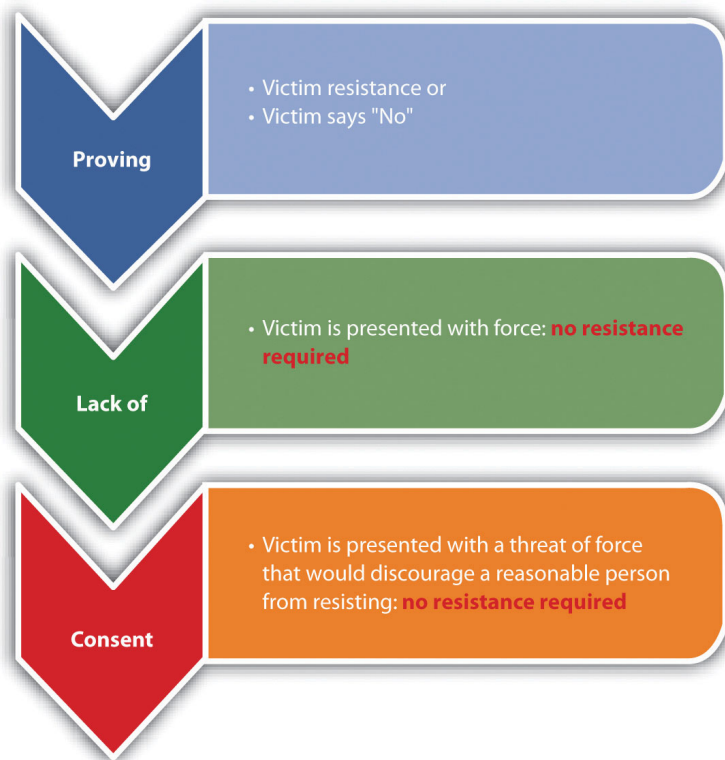 Proving
• Victim resistance or
• Victim says "No"
Lack of
• Victim is presented with force: no resistance
required
Consent
• Victim is presented with a threat of force
that would discourage a reasonable person
from resisting: no resistance required